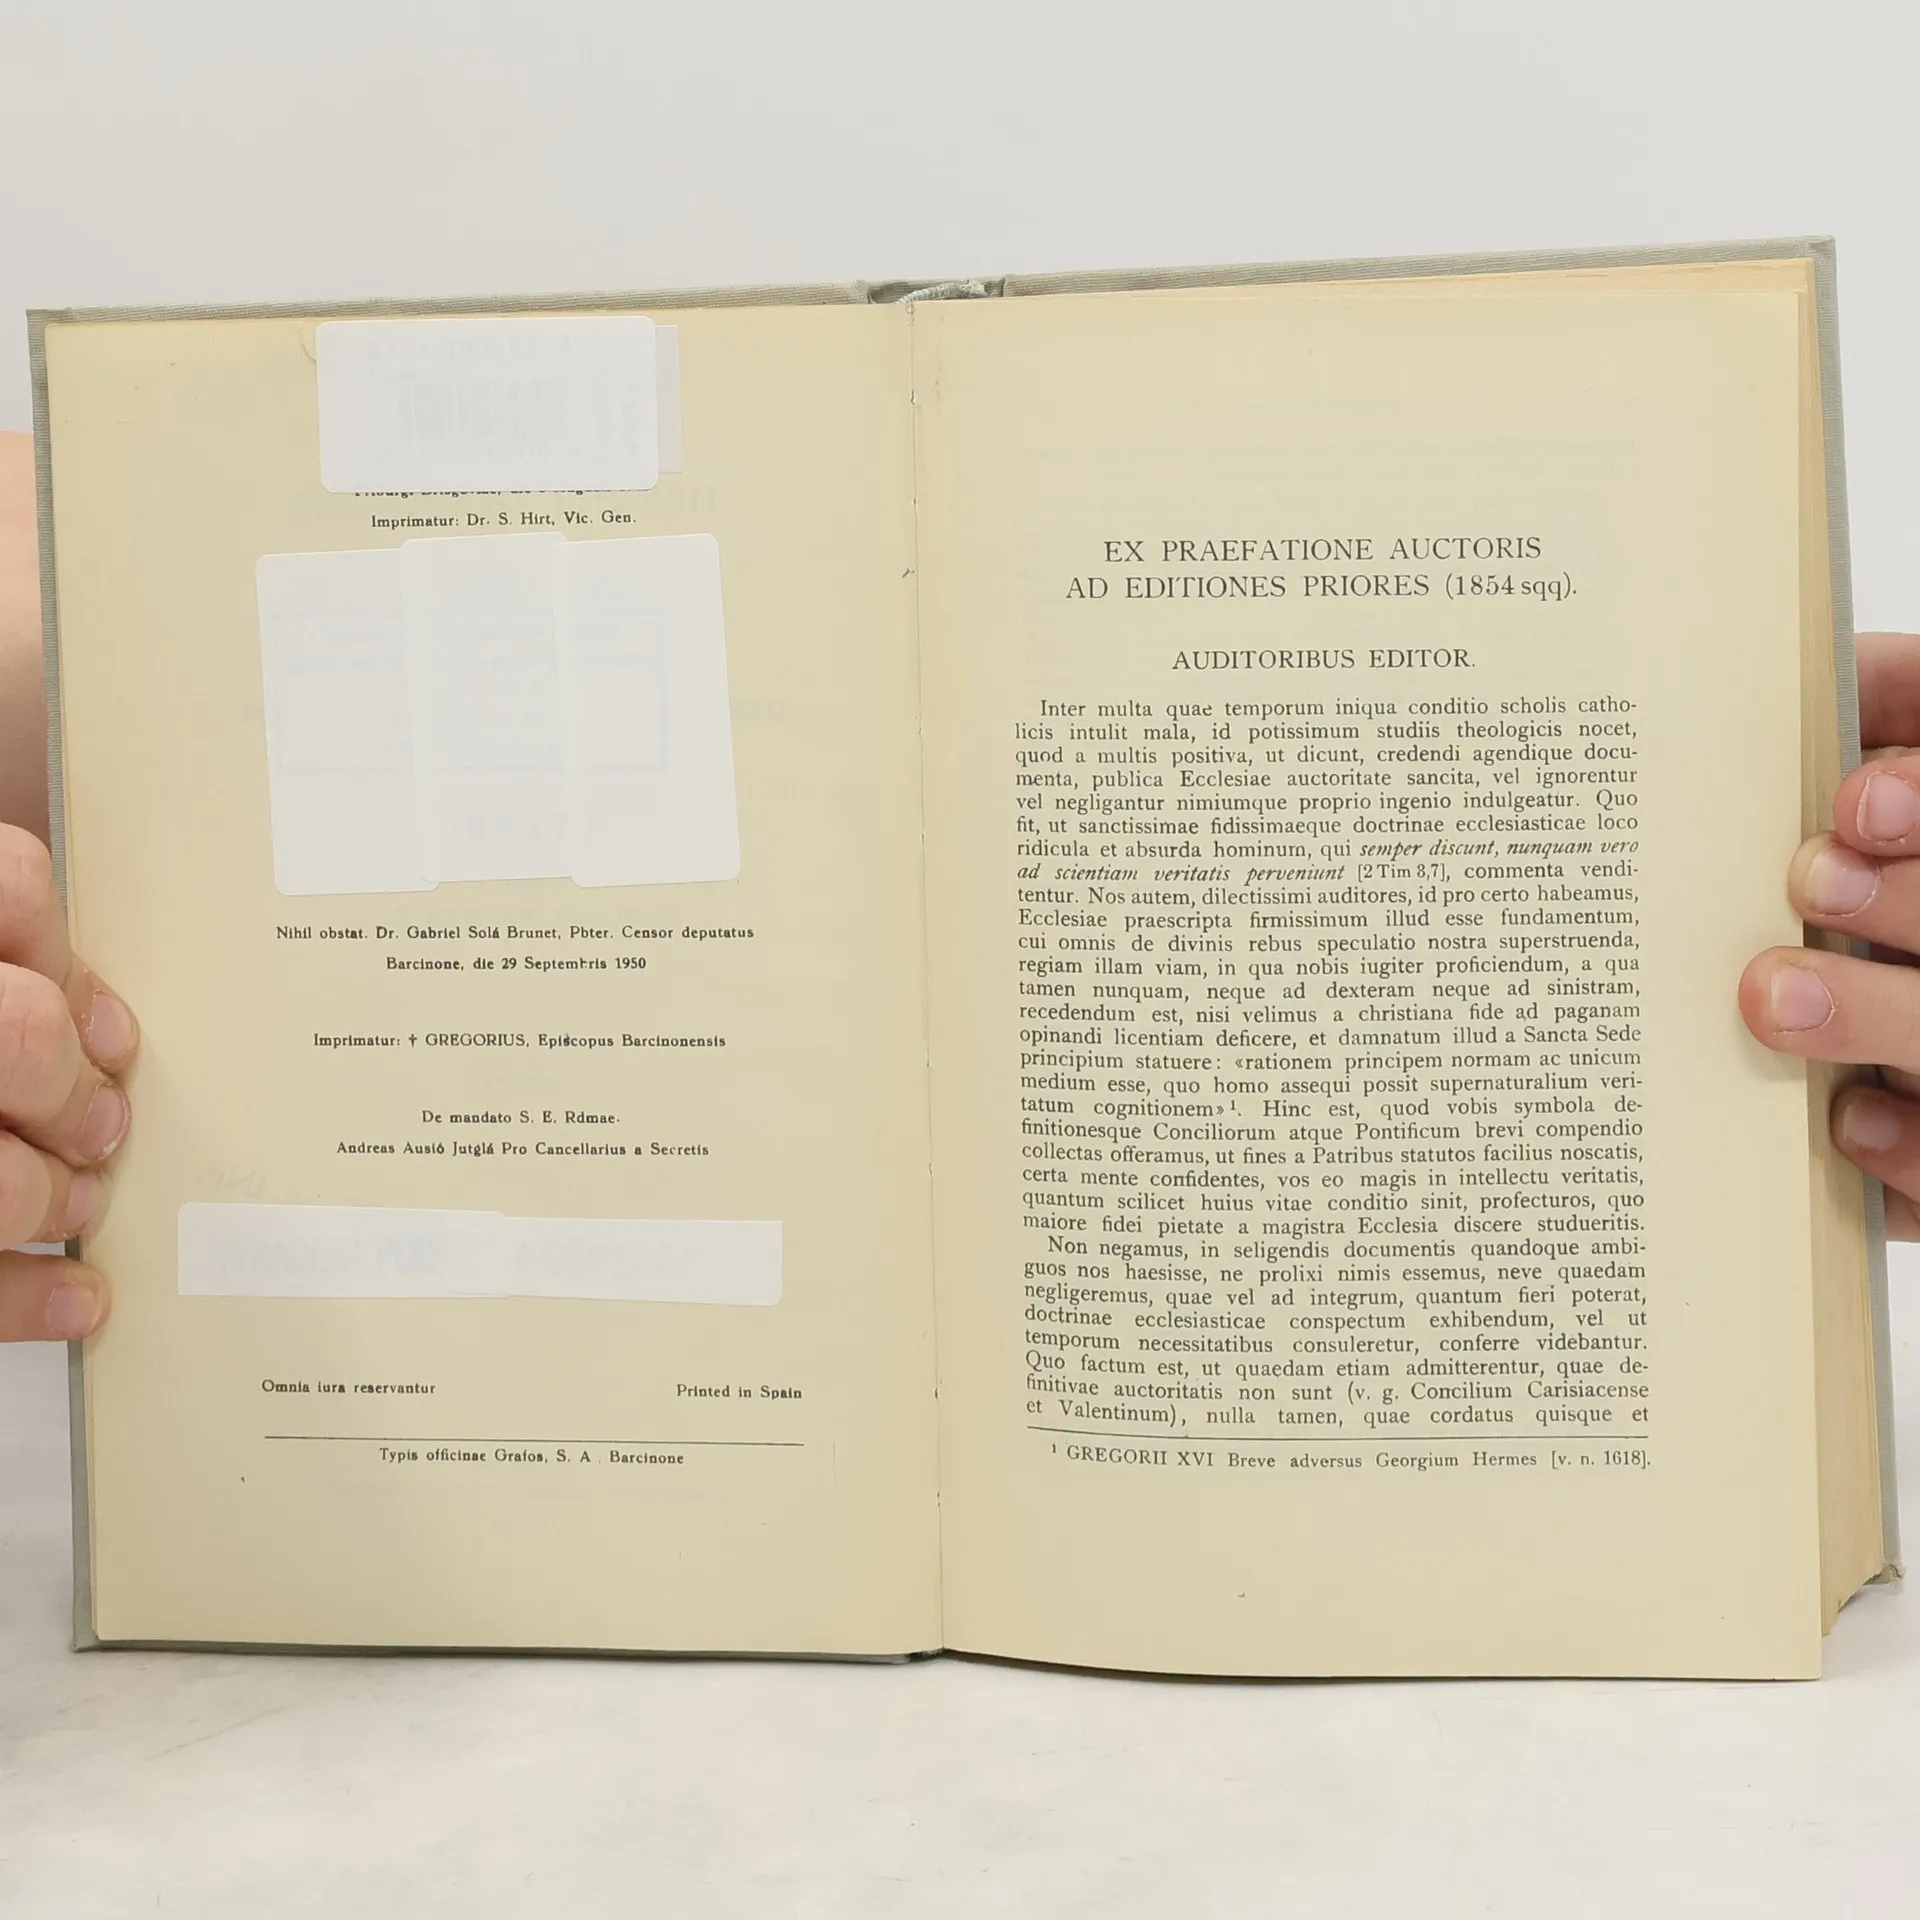 Imprimatur: Dr. S. Hirt, Vic. Gen.
Nihil obstat. Dr. Gabriel Solá Brunet, Pbter. Censor deputatus
Barcinone, die 29 Septembris 1950
Imprimatur: † GREGORIUS, Episcopus Barcinonensis
De mandato S. E. Rdmae.
Andreas Ausió Jutglá Pro Cancellarius a Secretis
Omnia iura reservantur Printed in Spain
Typis officinae Grafos, S. A. Barcinone
EX PRAEFATIONE AUCTORIS
AD EDITIONES PRIORES (1854 sqq).
AUDITORIBUS EDITOR.
Inter multa quae temporum iniqua conditio scholis catho-
licis intulit mala, id potissimum studiis theologicis nocet,
quod a multis positiva, ut dicunt, credendi agendique docu-
menta, publica Ecclesiae auctoritate sancita, vel ignorentur
vel negligantur nimiumque proprio ingenio indulgeatur. Quo
fit, ut sanctissimae fidissimaeque doctrinae ecclesiasticae loco
ridicula et absurda hominum, qui semper discunt, nunquam vero
ad scientiam veritatis perveniunt [2 Tim 3,7], commenta vendi-
tentur. Nos autem, dilectissimi auditores, id pro certo habeamus,
Ecclesiae praescripta firmissimum illud esse fundamentum,
cui omnis de divinis rebus speculatio nostra superstruenda,
regiam illam viam, in qua nobis iugiter proficiendum, a qua
tamen nunquam, neque ad dexteram neque ad sinistram,
recedendum est, nisi velimus a christiana fide ad paganam
opinandi licentiam deficere, et damnatum illud a Sancta Sede
principium statuere: «rationem principem normam ac unicum
medium esse, quo homo assequi possit supernaturalium veri-
tatum cognitionem» ¹. Hinc est, quod vobis symbola de-
finitionesque Conciliorum atque Pontificum brevi compendio
collectas offeramus, ut fines a Patribus statutos facilius noscatis,
certa mente confidentes, vos eo magis in intellectu veritatis,
quantum scilicet huius vitae conditio sinit, profecturos, quo
maiore fidei pietate a magistra Ecclesia discere studueritis.
Non negamus, in seligendis documentis quandoque ambi-
guos nos haesisse, ne prolixi nimis essemus, neve quaedam
negligeremus, quae vel ad integrum, quantum fieri poterat,
doctrinae ecclesiasticae conspectum exhibendum, vel ut
temporum necessitatibus consuleretur, conferre videbantur.
Quo factum est, ut quaedam etiam admitterentur, quae de-
finitivae auctoritatis non sunt (v. g. Concilium Carisiacense
et Valentinum), nulla tamen, quae cordatus quisque et
¹ GREGORII XVI Breve adversus Georgium Hermes [v. n. 1618].